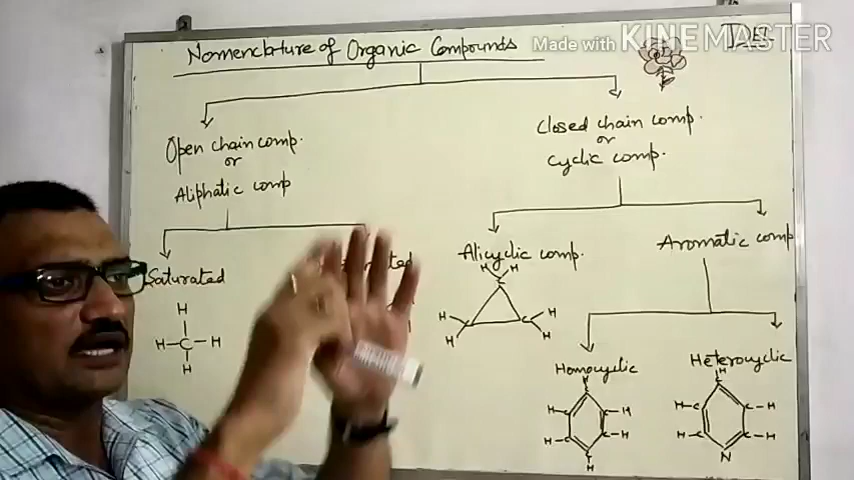 Nomenclature of Organic Compounds
Made with KINEMASTER
Open chain comp.
or
Aliphatic comp
Closed chain comp.
or
Cyclic comp.
Saturated
Alicyclic comp.
Aromatic comp
Homocyclic
Heterocyclic
H
H-C-H
H
H H
C
H C C H
H H
H
C
H H
H H
H
H
C
H-C C-H
H-C C-H
N